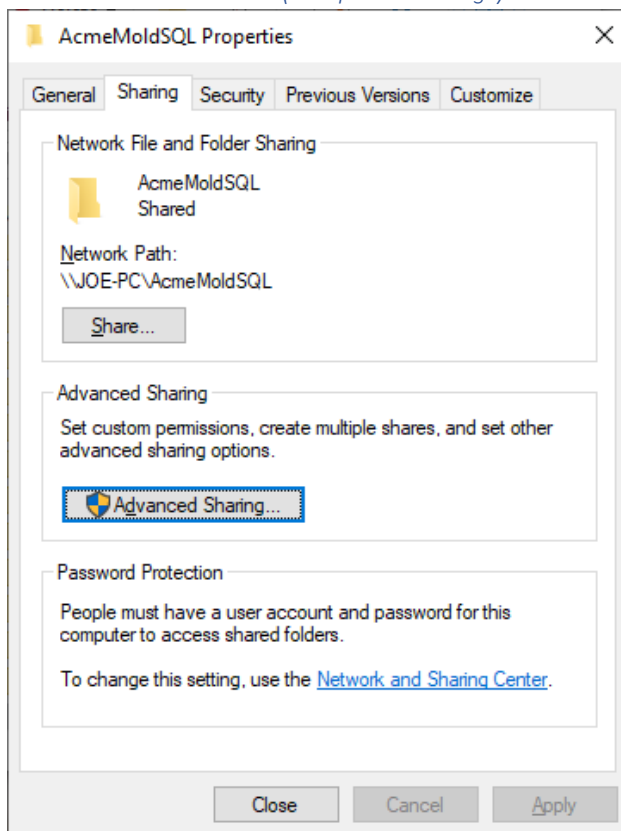 AcmeMoldSQL Properties
General Sharing Security Previous Versions Customize
Network File and Folder Sharing
AcmeMoldSQL
Shared
Network Path:
\\JOE-PC\AcmeMoldSQL
Share...
Advanced Sharing
Set custom permissions, create multiple shares, and set other
advanced sharing options.
Advanced Sharing...
Password Protection
People must have a user account and password for this
computer to access shared folders.
To change this setting, use the Network and Sharing Center.
Close Cancel Apply